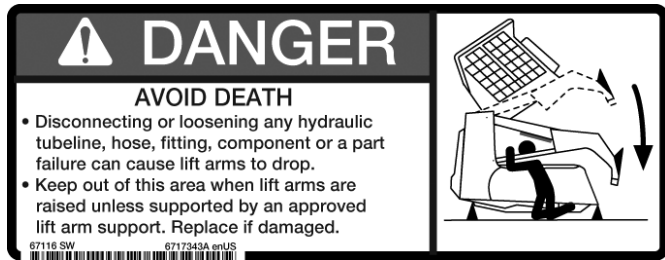 DANGER
AVOID DEATH
• Disconnecting or loosening any hydraulic
tubeline, hose, fitting, component or a part
failure can cause lift arms to drop.
• Keep out of this area when lift arms are
raised unless supported by an approved
lift arm support. Replace if damaged.
67116 SW 6717343A enUS